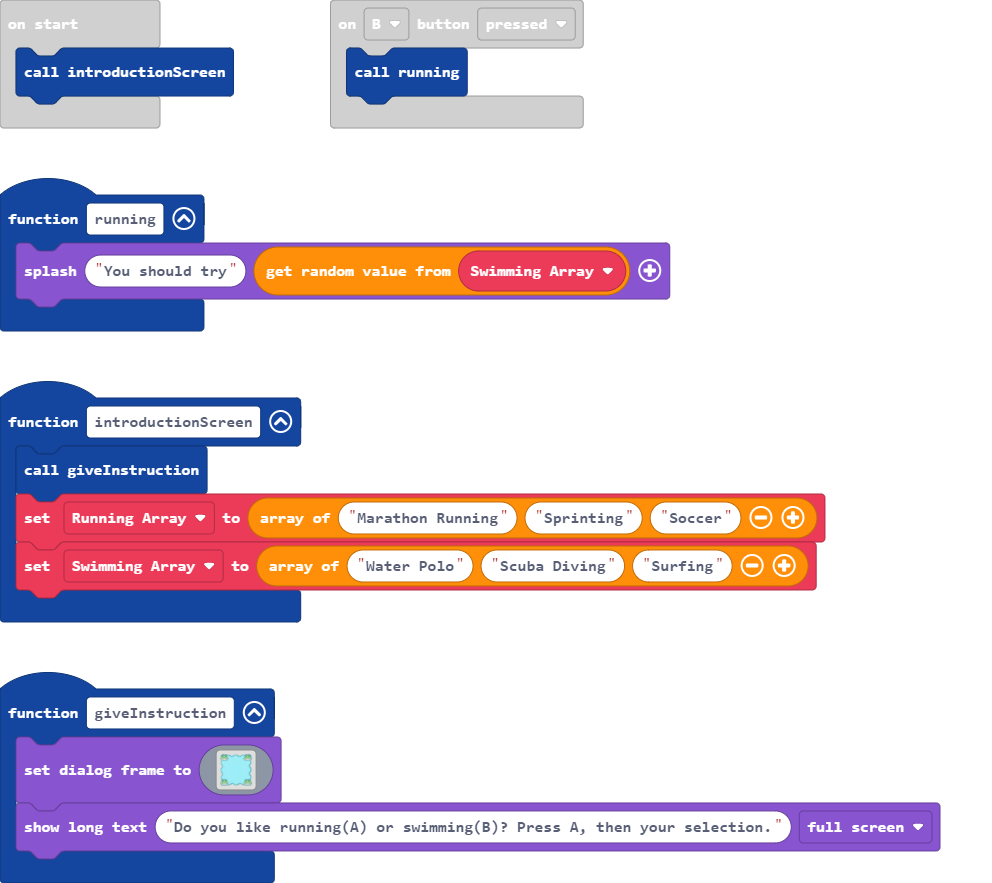 on start
call introductionScreen
on B button pressed
call running
function running
splash "You should try" get random value from Swimming Array
function introductionScreen
call giveInstruction
set Running Array to array of "Marathon Running" "Sprinting" "Soccer"
set Swimming Array to array of "Water Polo" "Scuba Diving" "Surfing"
function giveInstruction
set dialog frame to
show long text "Do you like running(A) or swimming(B)? Press A, then your selection." full screen